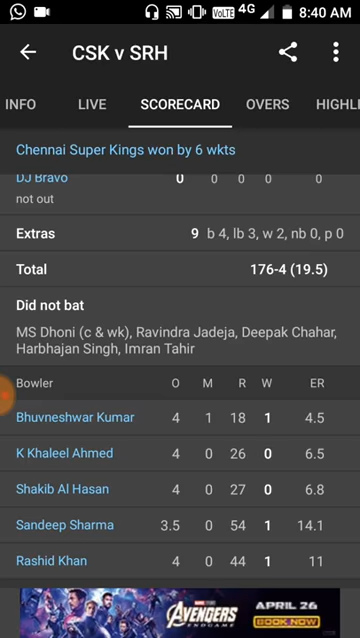 VoLTE 4G 8:40 AM
CSK v SRH
INFO LIVE SCORECARD OVERS HIGHLI
Chennai Super Kings won by 6 wkts
DJ Bravo 0 0 0 0 0
not out
Extras 9 b 4, lb 3, w 2, nb 0, p 0
Total 176-4 (19.5)
Did not bat
MS Dhoni (c & wk), Ravindra Jadeja, Deepak Chahar,
Harbhajan Singh, Imran Tahir
Bowler O M R W ER
Bhuvneshwar Kumar 4 1 18 1 4.5
K Khaleel Ahmed 4 0 26 0 6.5
Shakib Al Hasan 4 0 27 0 6.8
Sandeep Sharma 3.5 0 54 1 14.1
Rashid Khan 4 0 44 1 11
AVENGERS
ENDGAME
APRIL 26
BOOK NOW